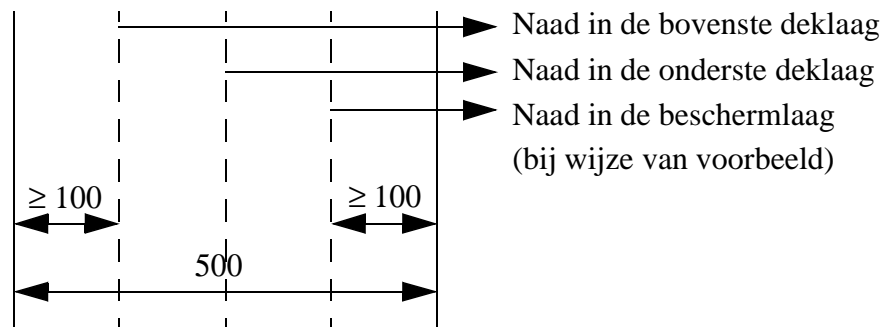 Naad in de bovenste deklaag
Naad in de onderste deklaag
Naad in de beschermlaag
(bij wijze van voorbeeld)
≥ 100
≥ 100
500